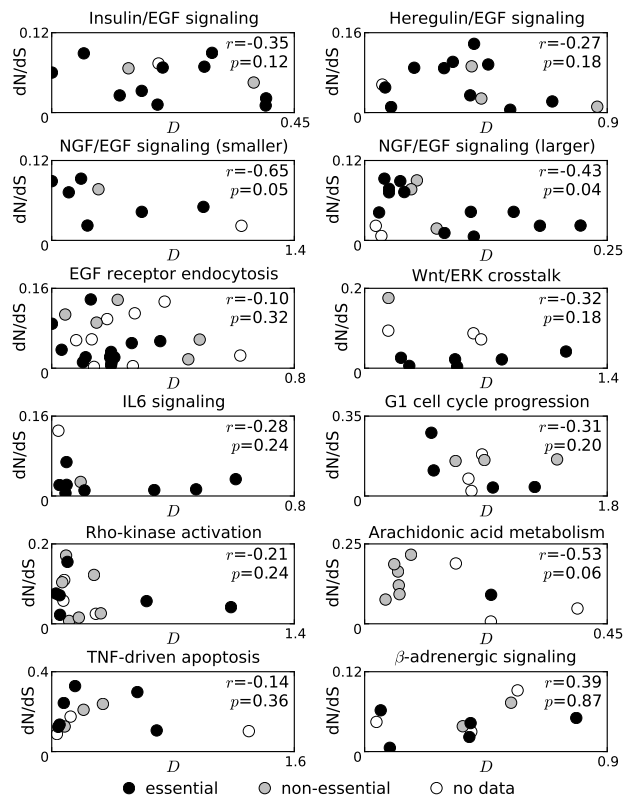 Insulin/EGF signaling
0.12
r=-0.35
p=0.12
dN/dS
0
D
0.45
Heregulin/EGF signaling
0.16
r=-0.27
p=0.18
dN/dS
0
D
0.9
NGF/EGF signaling (smaller)
0.12
r=-0.65
p=0.05
dN/dS
0
D
1.4
NGF/EGF signaling (larger)
0.12
r=-0.43
p=0.04
dN/dS
0
D
0.25
EGF receptor endocytosis
0.16
r=-0.10
p=0.32
dN/dS
0
D
0.8
Wnt/ERK crosstalk
0.2
r=-0.32
p=0.18
dN/dS
0
D
1.4
IL6 signaling
0.16
r=-0.28
p=0.24
dN/dS
0
D
0.8
G1 cell cycle progression
0.35
r=-0.31
p=0.20
dN/dS
0
D
1.8
Rho-kinase activation
0.2
r=-0.21
p=0.24
dN/dS
0
D
1.4
Arachidonic acid metabolism
0.25
r=-0.53
p=0.06
dN/dS
0
D
0.45
TNF-driven apoptosis
0.4
r=-0.14
p=0.36
dN/dS
0
D
1.6
β-adrenergic signaling
0.12
r=0.39
p=0.87
dN/dS
0
D
0.9
essential
non-essential
no data